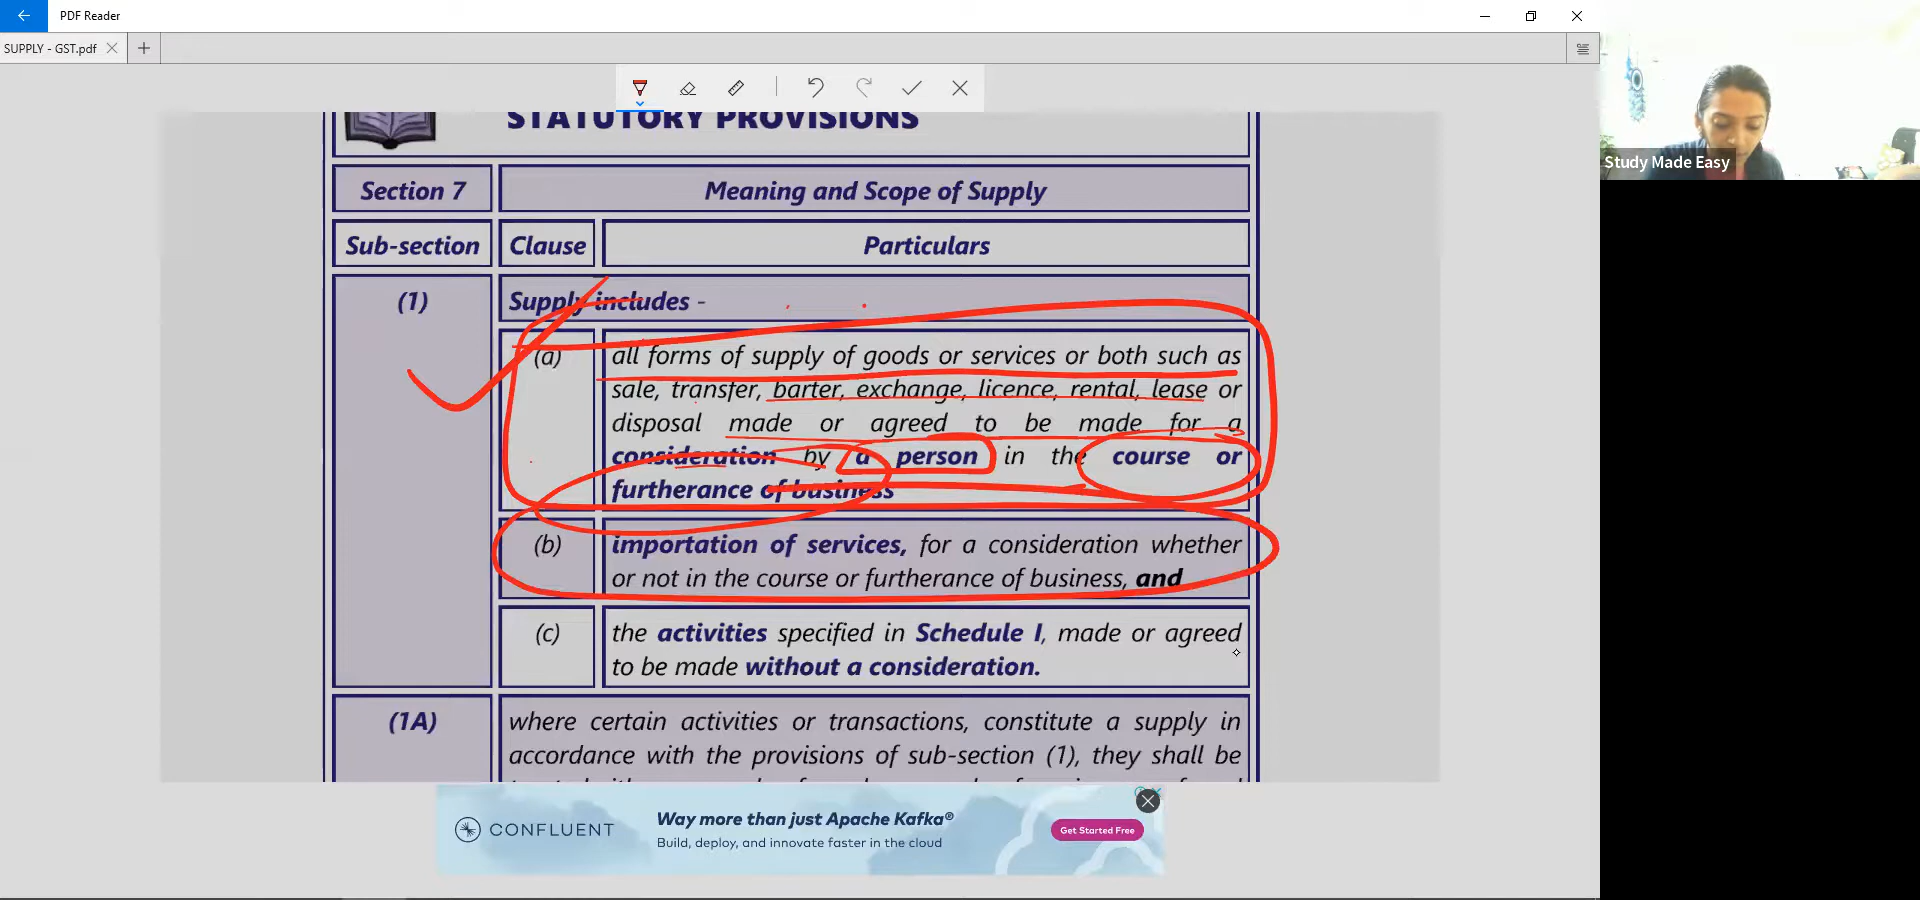 PDF Reader
SUPPLY - GST.pdf
Study Made Easy
STATUTORY PROVISIONS
Section 7
Meaning and Scope of Supply
Sub-section
Clause
Particulars
(1)
Supply includes -
(a)
all forms of supply of goods or services or both such as
sale, transfer, barter, exchange, licence, rental, lease or
disposal made or agreed to be made for a
consideration by a person in the course or
furtherance of business
(b)
importation of services, for a consideration whether
or not in the course or furtherance of business, and
(c)
the activities specified in Schedule I, made or agreed
to be made without a consideration.
(1A)
where certain activities or transactions, constitute a supply in
accordance with the provisions of sub-section (1), they shall be
CONFLUENT
Way more than just Apache Kafka®
Build, deploy, and innovate faster in the cloud
Get Started Free